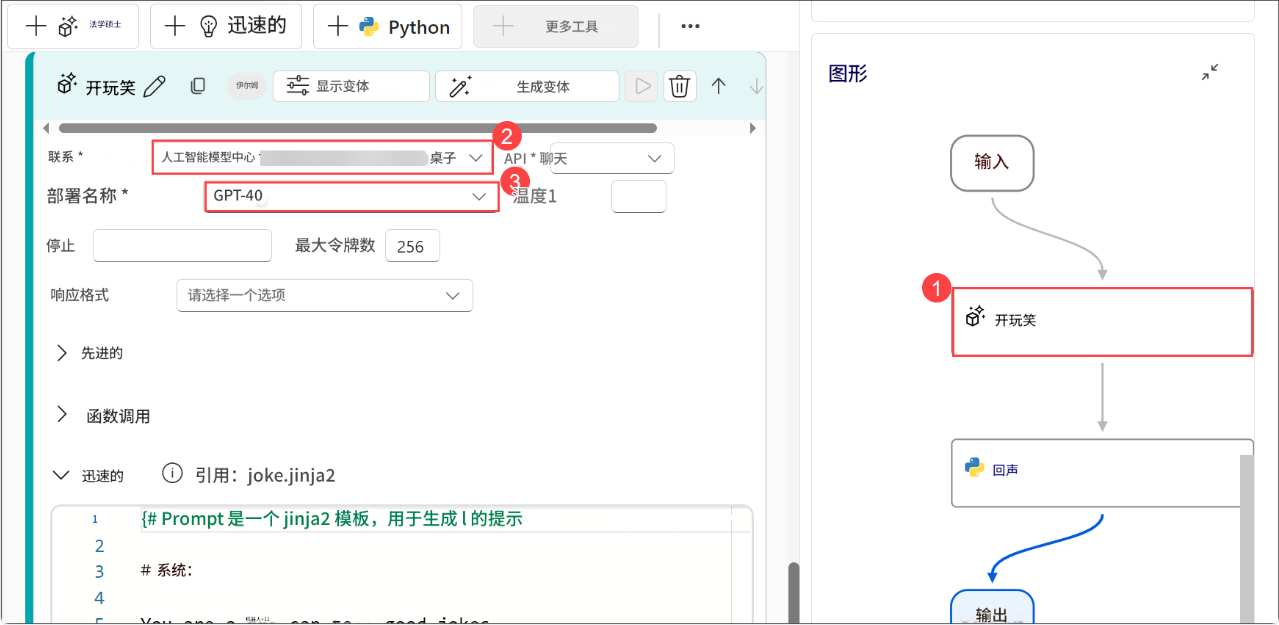 法学硕士
迅速的
Python
更多工具
开玩笑
伊尔姆
显示变体
生成变体
联系 *
人工智能模型中心
桌子
2
API * 聊天
部署名称 *
GPT-40
3
温度1
停止
最大令牌数
256
响应格式
请选择一个选项
先进的
函数调用
迅速的
引用：joke.jinja2
1 {# Prompt 是一个 jinja2 模板，用于生成 l 的提示
2
3 # 系统：
4
5 You are a can good jokes
图形
输入
1
开玩笑
回声
输出